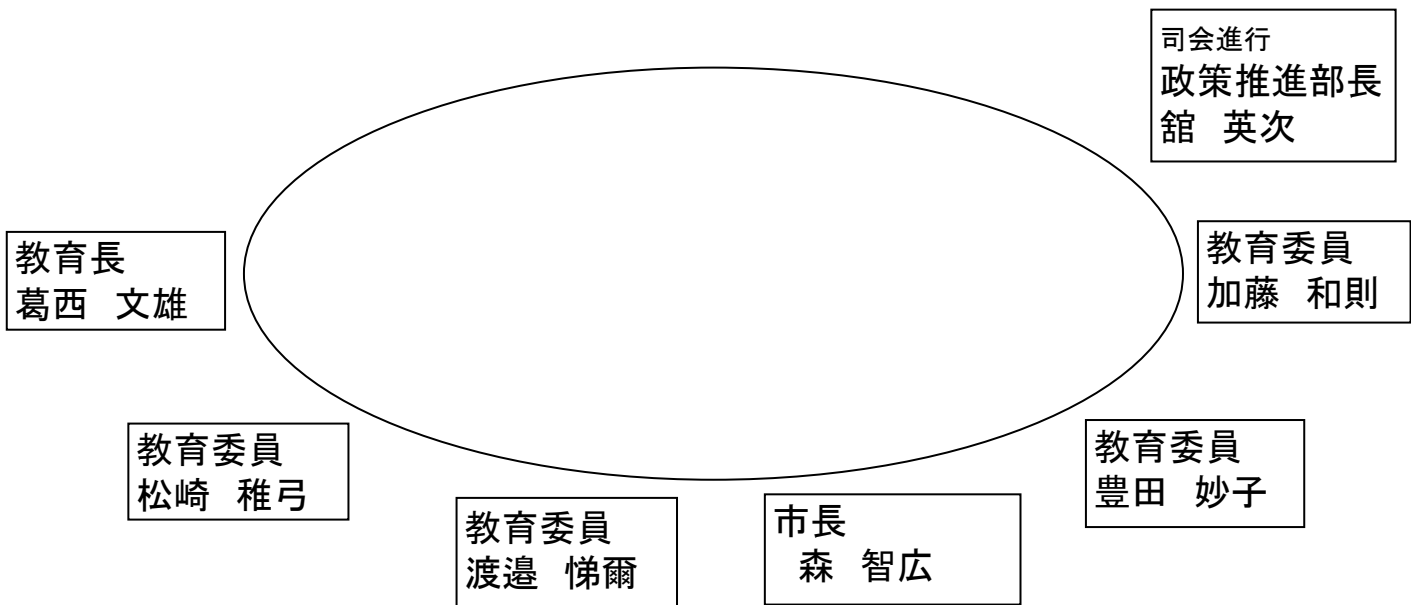 司会進行
政策推進部長
舘 英次
教育長
葛西 文雄
教育委員
加藤 和則
教育委員
松崎 稚弓
教育委員
豊田 妙子
教育委員
渡邉 悌爾
市長
森 智広